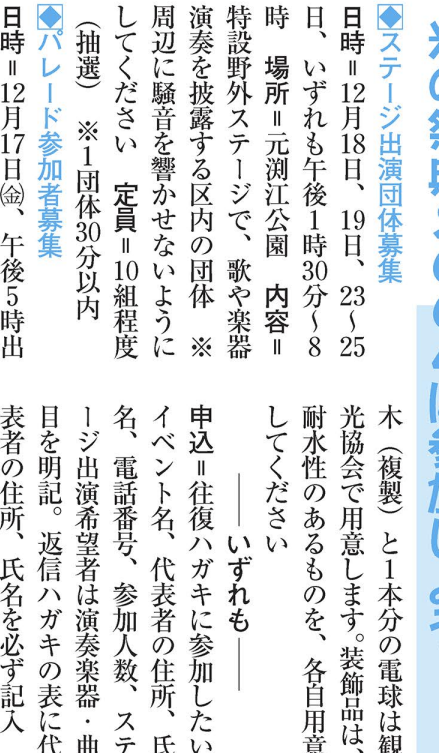 ◆ステージ出演団体募集
日時＝12月18日、19日、23〜25
日、いずれも午後1時30分〜8
時　場所＝元渕江公園　内容＝
特設野外ステージで、歌や楽器
演奏を披露する区内の団体　※
周辺に騒音を響かせないように
してください　定員＝10組程度
（抽選）　※1団体30分以内
◆パレード参加者募集
日時＝12月17日㈮、午後5時出
木（複製）と1本分の電球は観
光協会で用意します。装飾品は、
耐水性のあるものを、各自用意
してください
――いずれも――
申込＝往復ハガキに参加したい
イベント名、代表者の住所、氏
名、電話番号、参加人数、ステ
ージ出演希望者は演奏楽器・曲
目を明記。返信ハガキの表に代
表者の住所、氏名を必ず記入